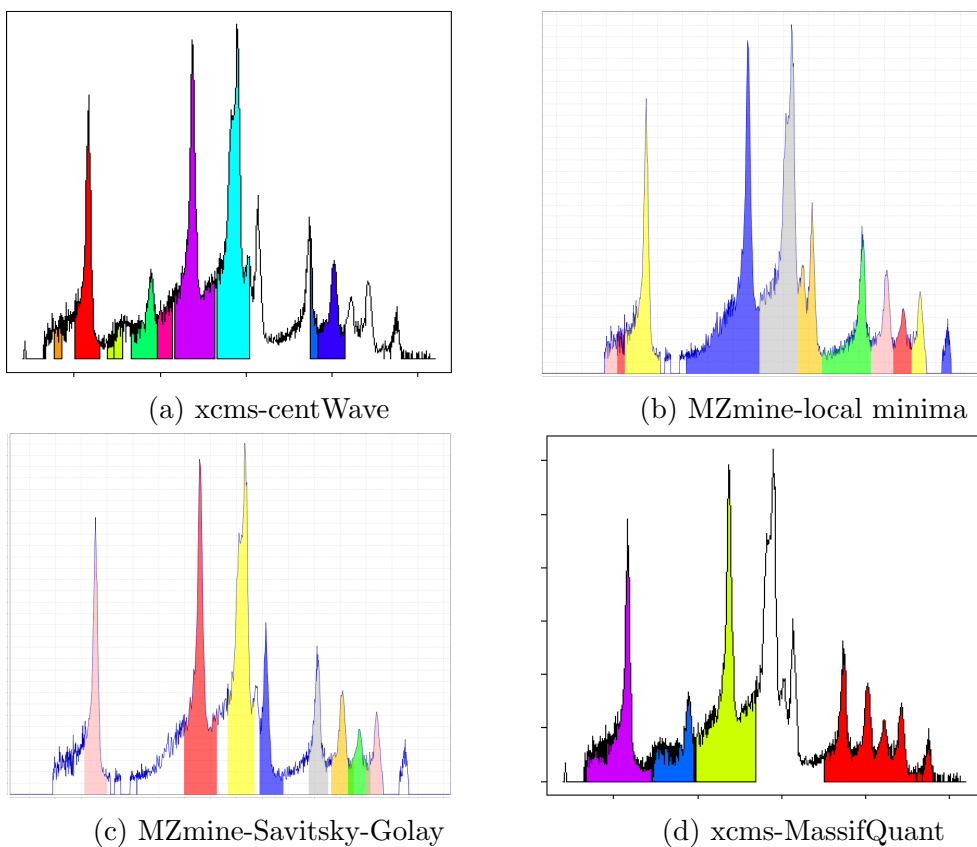 (a) xcms-centWave
(b) MZmine-local minima
(c) MZmine-Savitsky-Golay
(d) xcms-MassifQuant